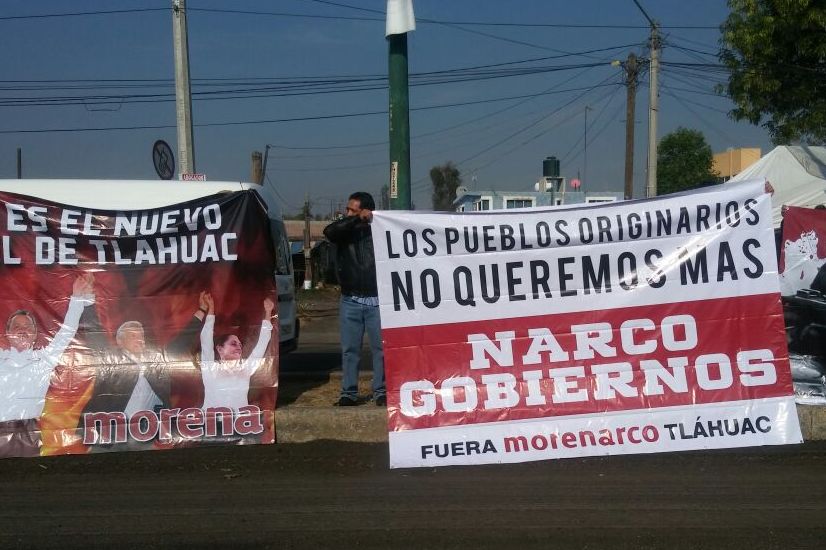 ES EL NUEVO
L DE TLAHUAC
morena
LOS PUEBLOS ORIGINARIOS
NO QUEREMOS MAS
NARCO
GOBIERNOS
FUERA morenarco TLÁHUAC